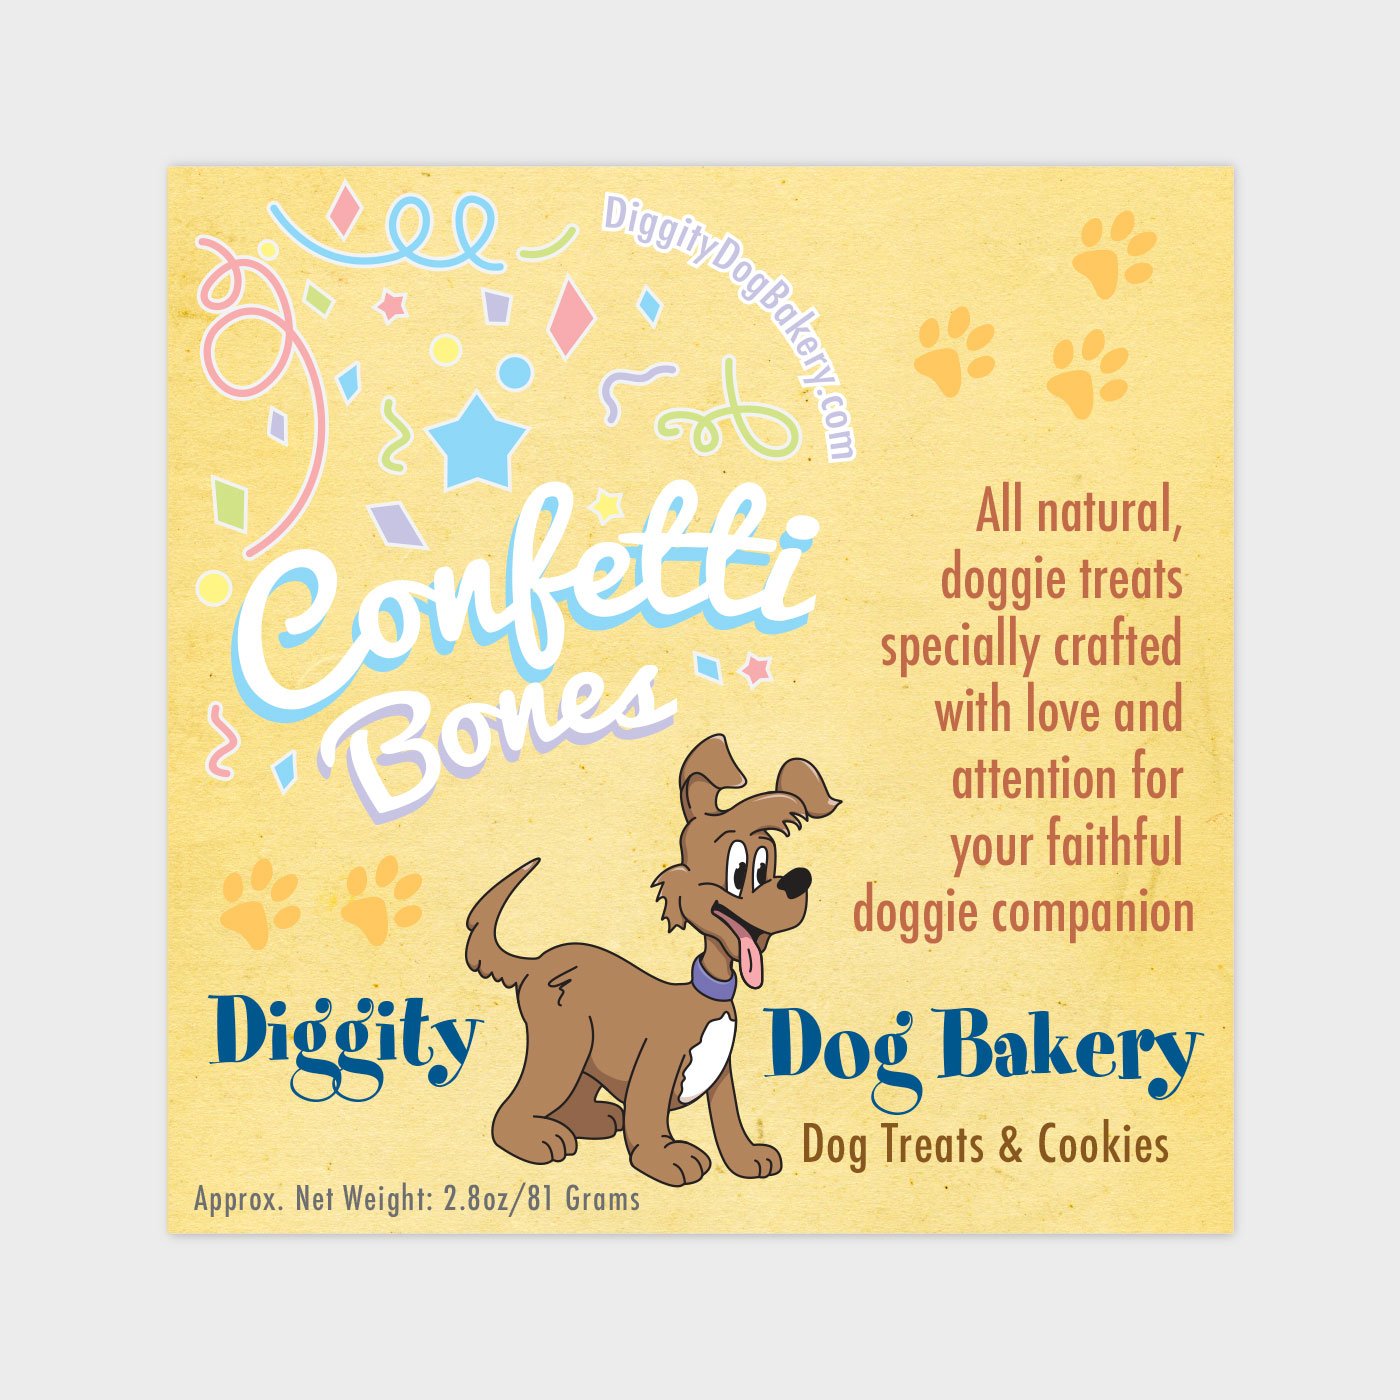 DiggityDogBakery.com
Confetti
Bones
All natural,
doggie treats
specially crafted
with love and
attention for
your faithful
doggie companion
Diggity Dog Bakery
Dog Treats & Cookies
Approx. Net Weight: 2.8oz/81 Grams